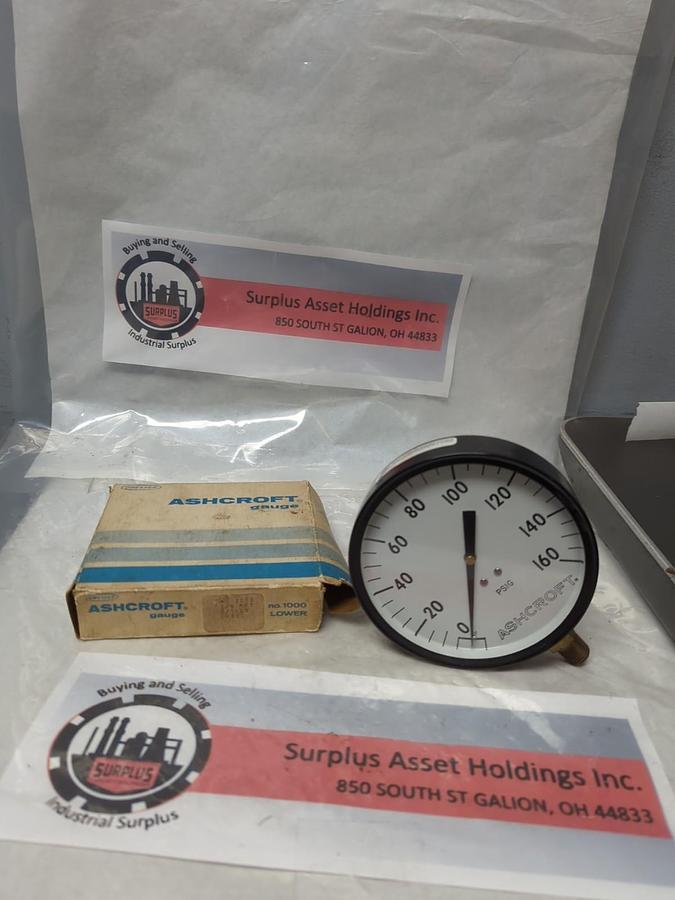 Buying and Selling
SURPLUS
Industrial Surplus
Surplus Asset Holdings Inc.
850 SOUTH ST GALION, OH 44833
ASHCROFT®
gauge
ASHCROFT®
gauge
no. 1000
LOWER
0
20
40
60
80
100
120
140
160
PSIG
ASHCROFT®
Buying and Selling
SURPLUS
Industrial Surplus
Surplus Asset Holdings Inc.
850 SOUTH ST GALION, OH 44833